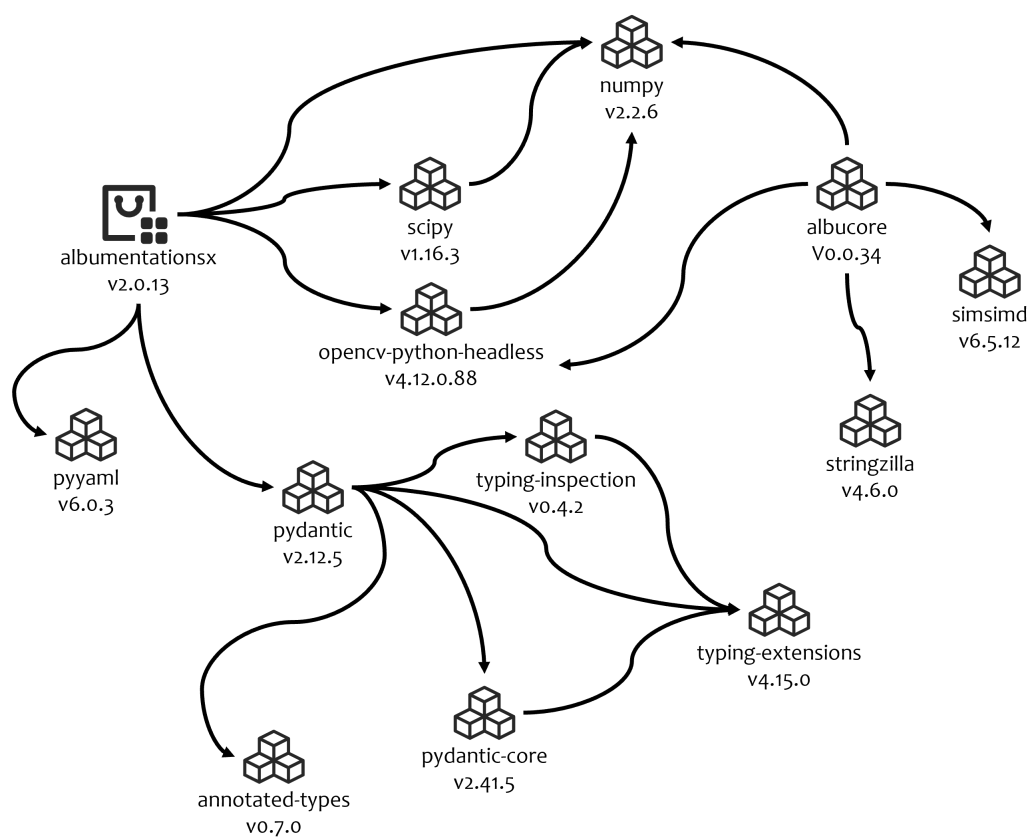 numpy
v2.2.6
albumentationsx
v2.0.13
scipy
v1.16.3
albucore
V0.0.34
simsimd
v6.5.12
opencv-python-headless
v4.12.0.88
pyyaml
v6.0.3
pydantic
v2.12.5
typing-inspection
v0.4.2
stringzilla
v4.6.0
typing-extensions
v4.15.0
pydantic-core
v2.41.5
annotated-types
v0.7.0